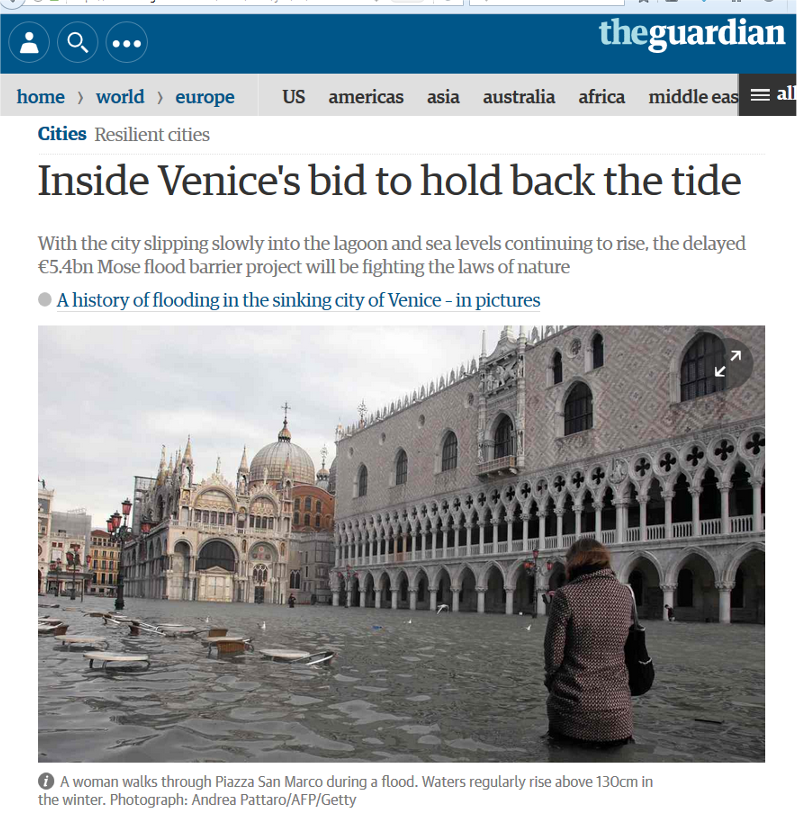 theguardian
home > world > europe US americas asia australia africa middle eas all
Cities Resilient cities
Inside Venice's bid to hold back the tide
With the city slipping slowly into the lagoon and sea levels continuing to rise, the delayed
€5.4bn Mose flood barrier project will be fighting the laws of nature
A history of flooding in the sinking city of Venice – in pictures
A woman walks through Piazza San Marco during a flood. Waters regularly rise above 130cm in
the winter. Photograph: Andrea Pattaro/AFP/Getty